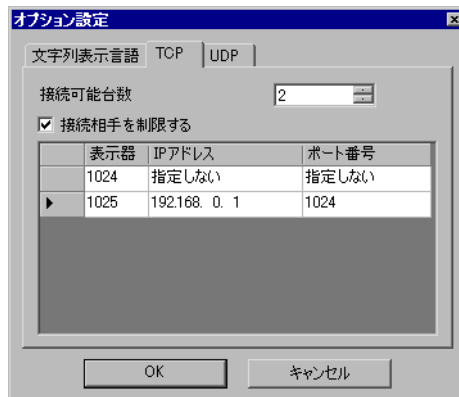 オプション設定
文字列表示言語 TCP UDP
接続可能台数 2
接続相手を制限する
表示器 IPアドレス ポート番号
1024 指定しない 指定しない
1025 192.168. 0. 1 1024
OK キャンセル